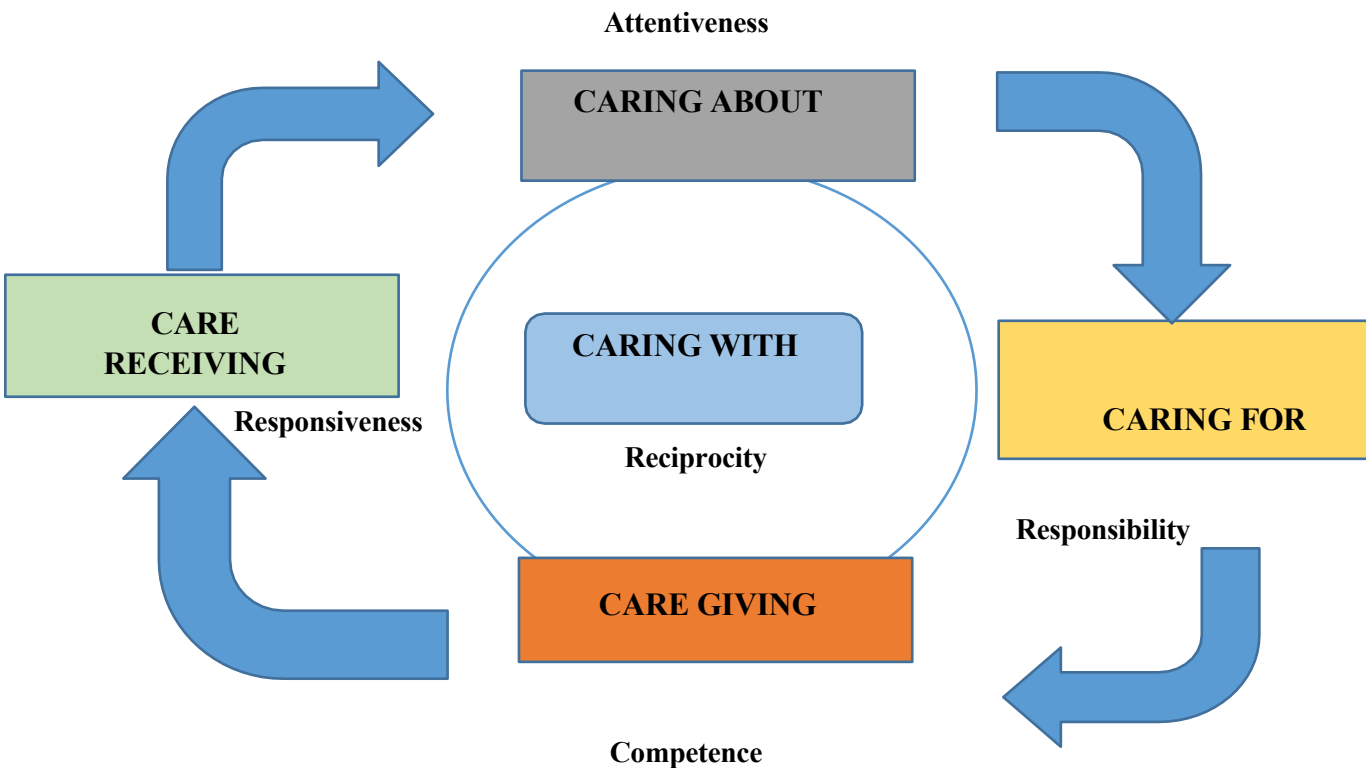 Attentiveness
CARING ABOUT
CARE
RECEIVING
CARING WITH
CARING FOR
Responsiveness
Reciprocity
Responsibility
CARE GIVING
Competence